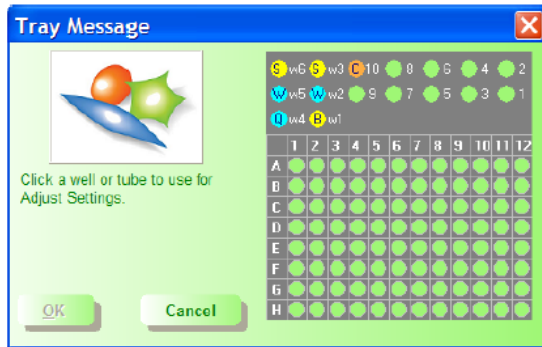 Tray Message
S w6 S w3 C 10 8 6 4 2
W w5 W w2 9 7 5 3 1
Q w4 B w1
1 2 3 4 5 6 7 8 9 10 11 12
A
B
C
D
E
F
G
H
Click a well or tube to use for
Adjust Settings.
OK
Cancel